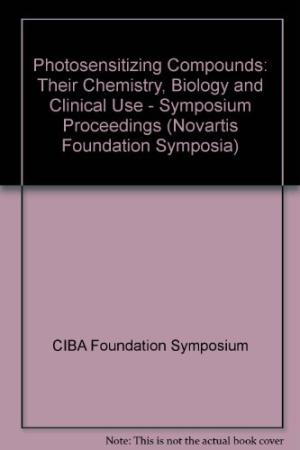 Photosensitizing Compounds:
Their Chemistry, Biology and
Clinical Use - Symposium
Proceedings (Novartis
Foundation Symposia)
CIBA Foundation Symposium
Note: This is not the actual book cover